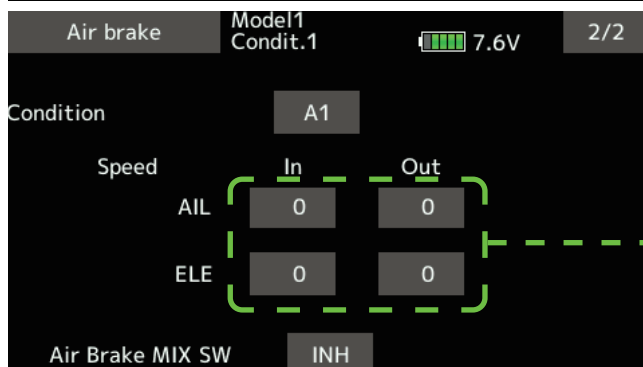 Air brake Model1 2/2
Condit.1 7.6V
Condition A1
Speed In Out
AIL 0 0
ELE 0 0
Air Brake MIX SW INH